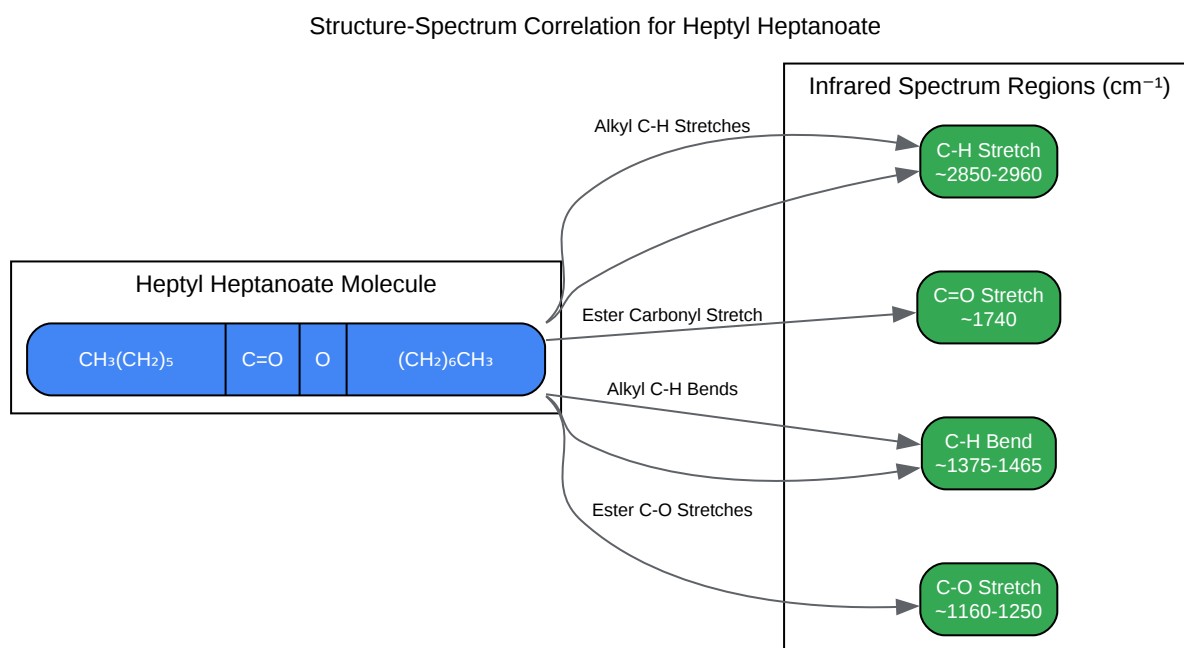 Structure-Spectrum Correlation for Heptyl Heptanoate
Infrared Spectrum Regions (cm⁻¹)
Alkyl C-H Stretches
C-H Stretch
~2850-2960
Heptyl Heptanoate Molecule
CH₃(CH₂)₅
C=O
O
(CH₂)₆CH₃
Ester Carbonyl Stretch
C=O Stretch
~1740
Alkyl C-H Bends
C-H Bend
~1375-1465
Ester C-O Stretches
C-O Stretch
~1160-1250